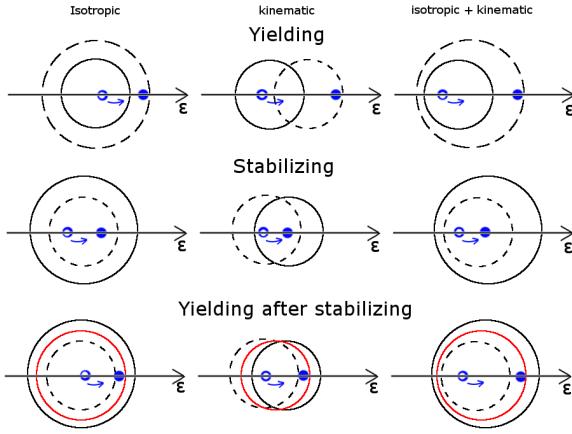 Isotropic kinematic isotropic + kinematic
Yielding
ε ε ε
Stabilizing
ε ε ε
Yielding after stabilizing
ε ε ε